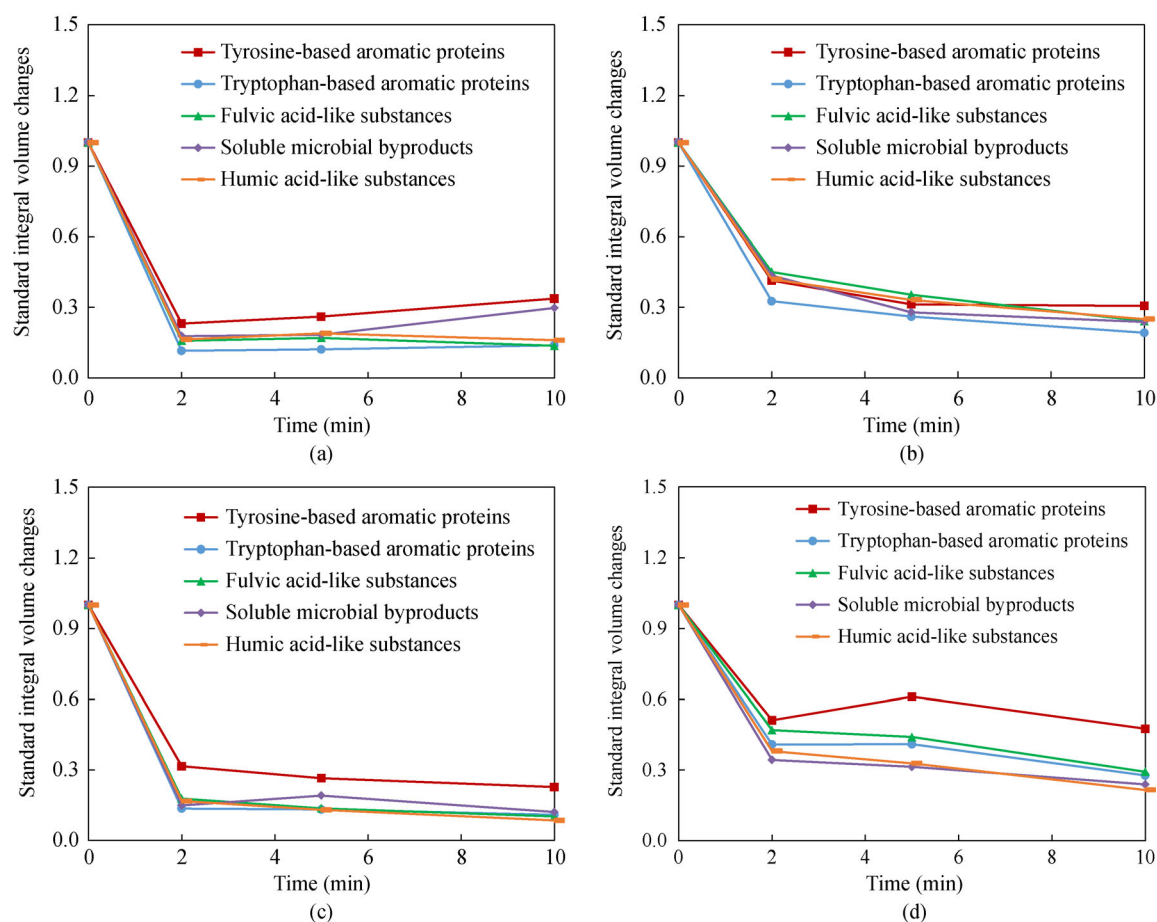 Standard integral volume changes
1.5
1.2
0.9
0.6
0.3
0.0
Tyrosine-based aromatic proteins
Tryptophan-based aromatic proteins
Fulvic acid-like substances
Soluble microbial byproducts
Humic acid-like substances
0 2 4 6 8 10
Time (min)
(a)
Standard integral volume changes
1.5
1.2
0.9
0.6
0.3
0.0
Tyrosine-based aromatic proteins
Tryptophan-based aromatic proteins
Fulvic acid-like substances
Soluble microbial byproducts
Humic acid-like substances
0 2 4 6 8 10
Time (min)
(b)
Standard integral volume changes
1.5
1.2
0.9
0.6
0.3
0.0
Tyrosine-based aromatic proteins
Tryptophan-based aromatic proteins
Fulvic acid-like substances
Soluble microbial byproducts
Humic acid-like substances
0 2 4 6 8 10
Time (min)
(c)
Standard integral volume changes
1.5
1.2
0.9
0.6
0.3
0.0
Tyrosine-based aromatic proteins
Tryptophan-based aromatic proteins
Fulvic acid-like substances
Soluble microbial byproducts
Humic acid-like substances
0 2 4 6 8 10
Time (min)
(d)